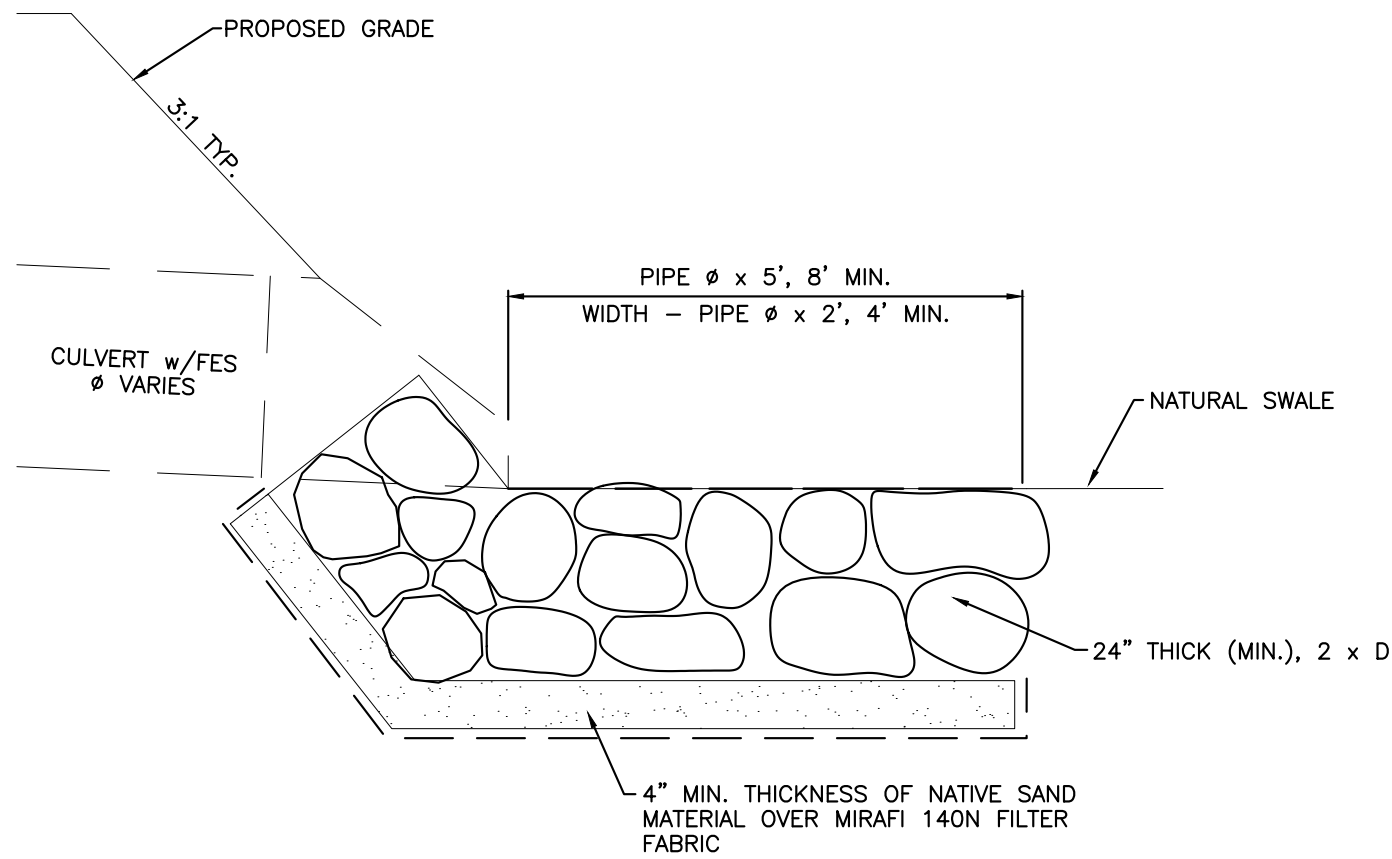 PROPOSED GRADE
3:1 TYP.
PIPE ø x 5', 8' MIN.
WIDTH - PIPE ø x 2', 4' MIN.
CULVERT w/FES
ø VARIES
NATURAL SWALE
24" THICK (MIN.), 2 x D
4" MIN. THICKNESS OF NATIVE SAND
MATERIAL OVER MIRAFI 140N FILTER
FABRIC